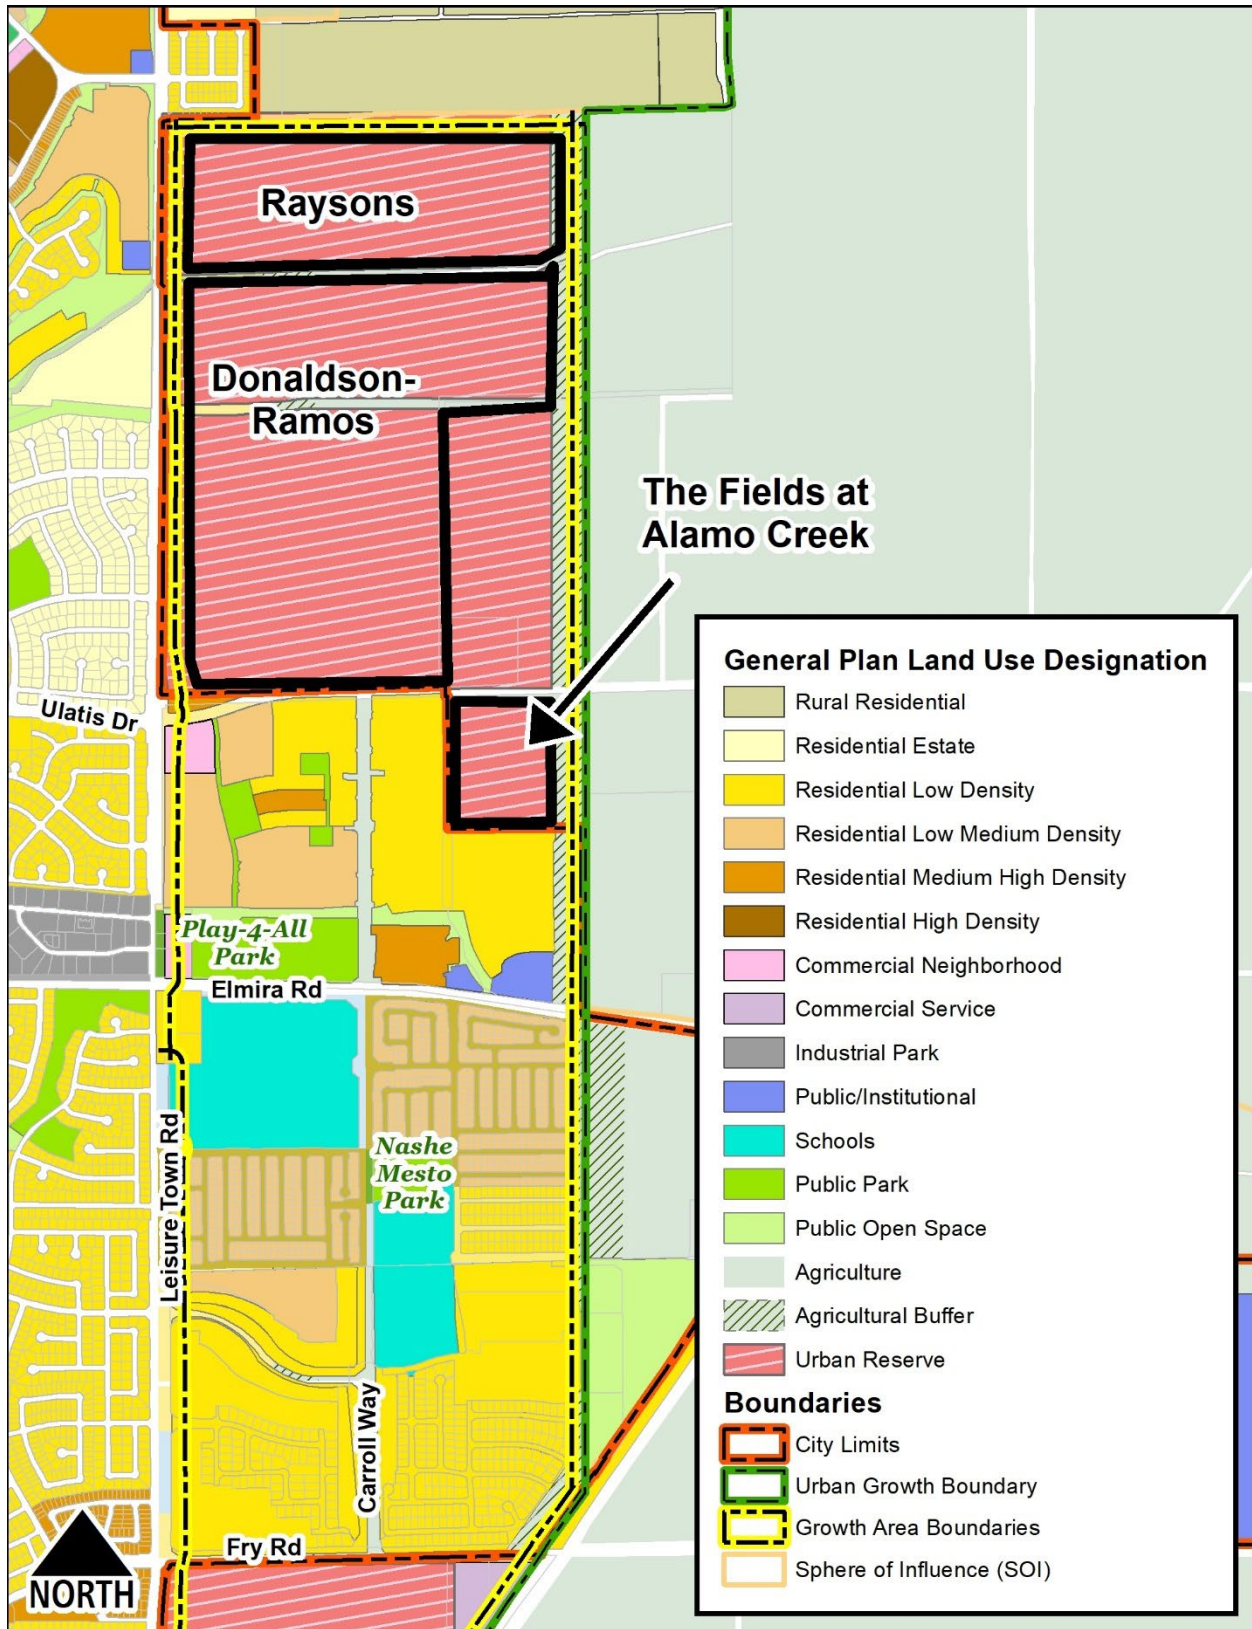 Raysons
Donaldson-
Ramos
The Fields at
Alamo Creek
Ulatis Dr
Play-4-All
Park
Elmira Rd
Leisure Town Rd
Nashe
Mesto
Park
Carroll Way
Fry Rd
NORTH
General Plan Land Use Designation
Rural Residential
Residential Estate
Residential Low Density
Residential Low Medium Density
Residential Medium High Density
Residential High Density
Commercial Neighborhood
Commercial Service
Industrial Park
Public/Institutional
Schools
Public Park
Public Open Space
Agriculture
Agricultural Buffer
Urban Reserve
Boundaries
City Limits
Urban Growth Boundary
Growth Area Boundaries
Sphere of Influence (SOI)